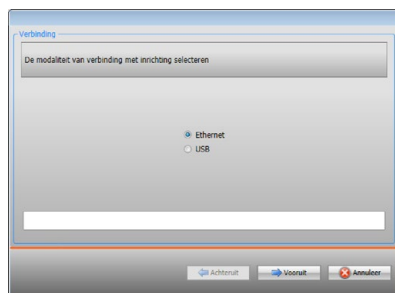 Verbinding
De modaliteit van verbinding met inrichting selecteren
Ethernet
USB
Achteruit
Vooruit
Annuleer